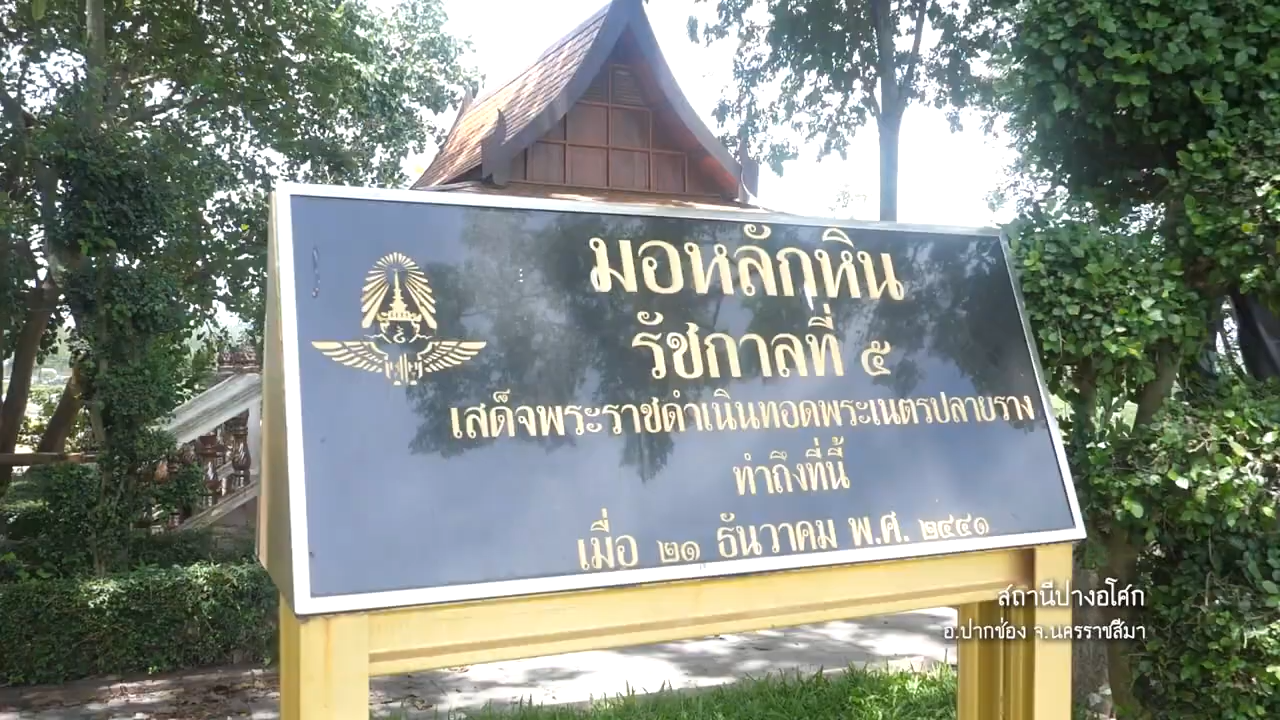 มอหลักหิน
รัชกาลที่ ๕
เสด็จพระราชดำเนินทอดพระเนตรปลายราง
ทำถึงที่นี้
เมื่อ ๒๑ ธันวาคม พ.ศ. ๒๔๔๑
สถานีปางอโศก
อ.ปากช่อง จ.นครราชสีมา